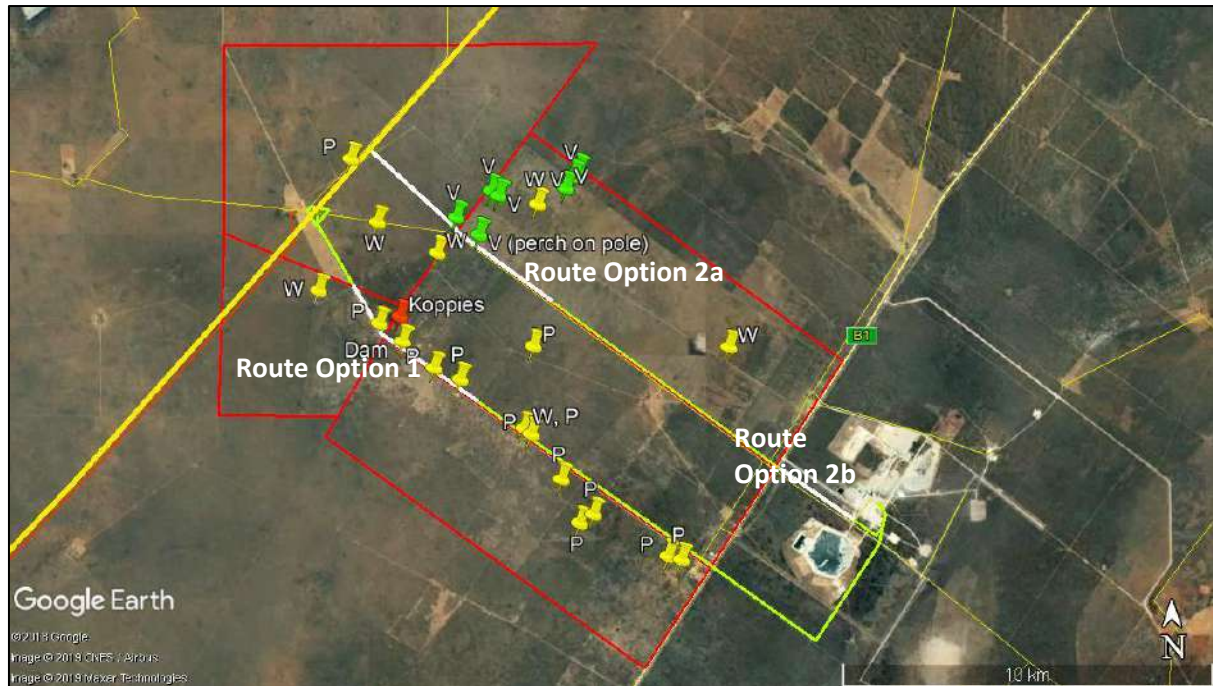 P
V
V
W V V
V
V
W
W
V (perch on pole)
Route Option 2a
W
Koppies
P
Dam
P
W
B1
Route Option 1
P
P
W, P
P
Route
Option 2b
P
P
P
P
P
Google Earth
©2018 Google
Image © 2019 CNES / Airbus
Image © 2019 Maxar Technologies
10 km
N